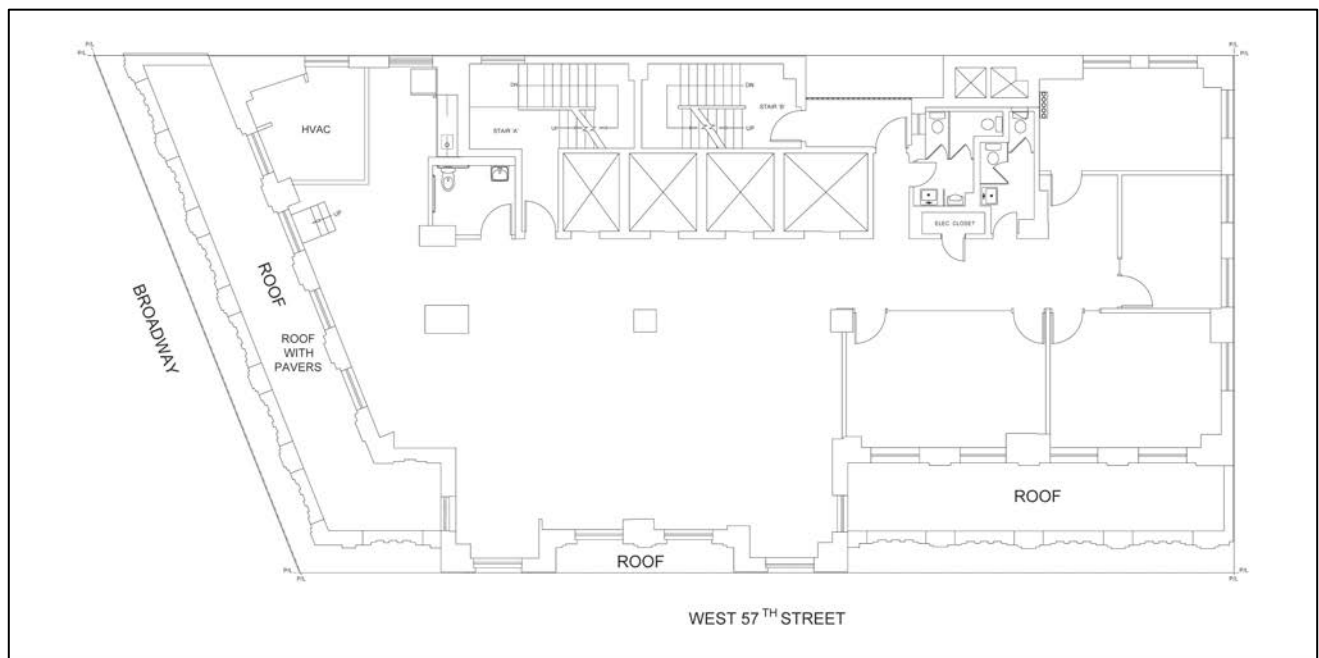 P/L
P/L
P/L
P/L
HVAC
DN
STAIR 'A'
UP
DN
STAIR 'B'
UP
UP
ELEC. CLOSET
BROADWAY
ROOF
ROOF
WITH
PAVERS
ROOF
ROOF
P/L
P/L
P/L
P/L
WEST 57TH STREET